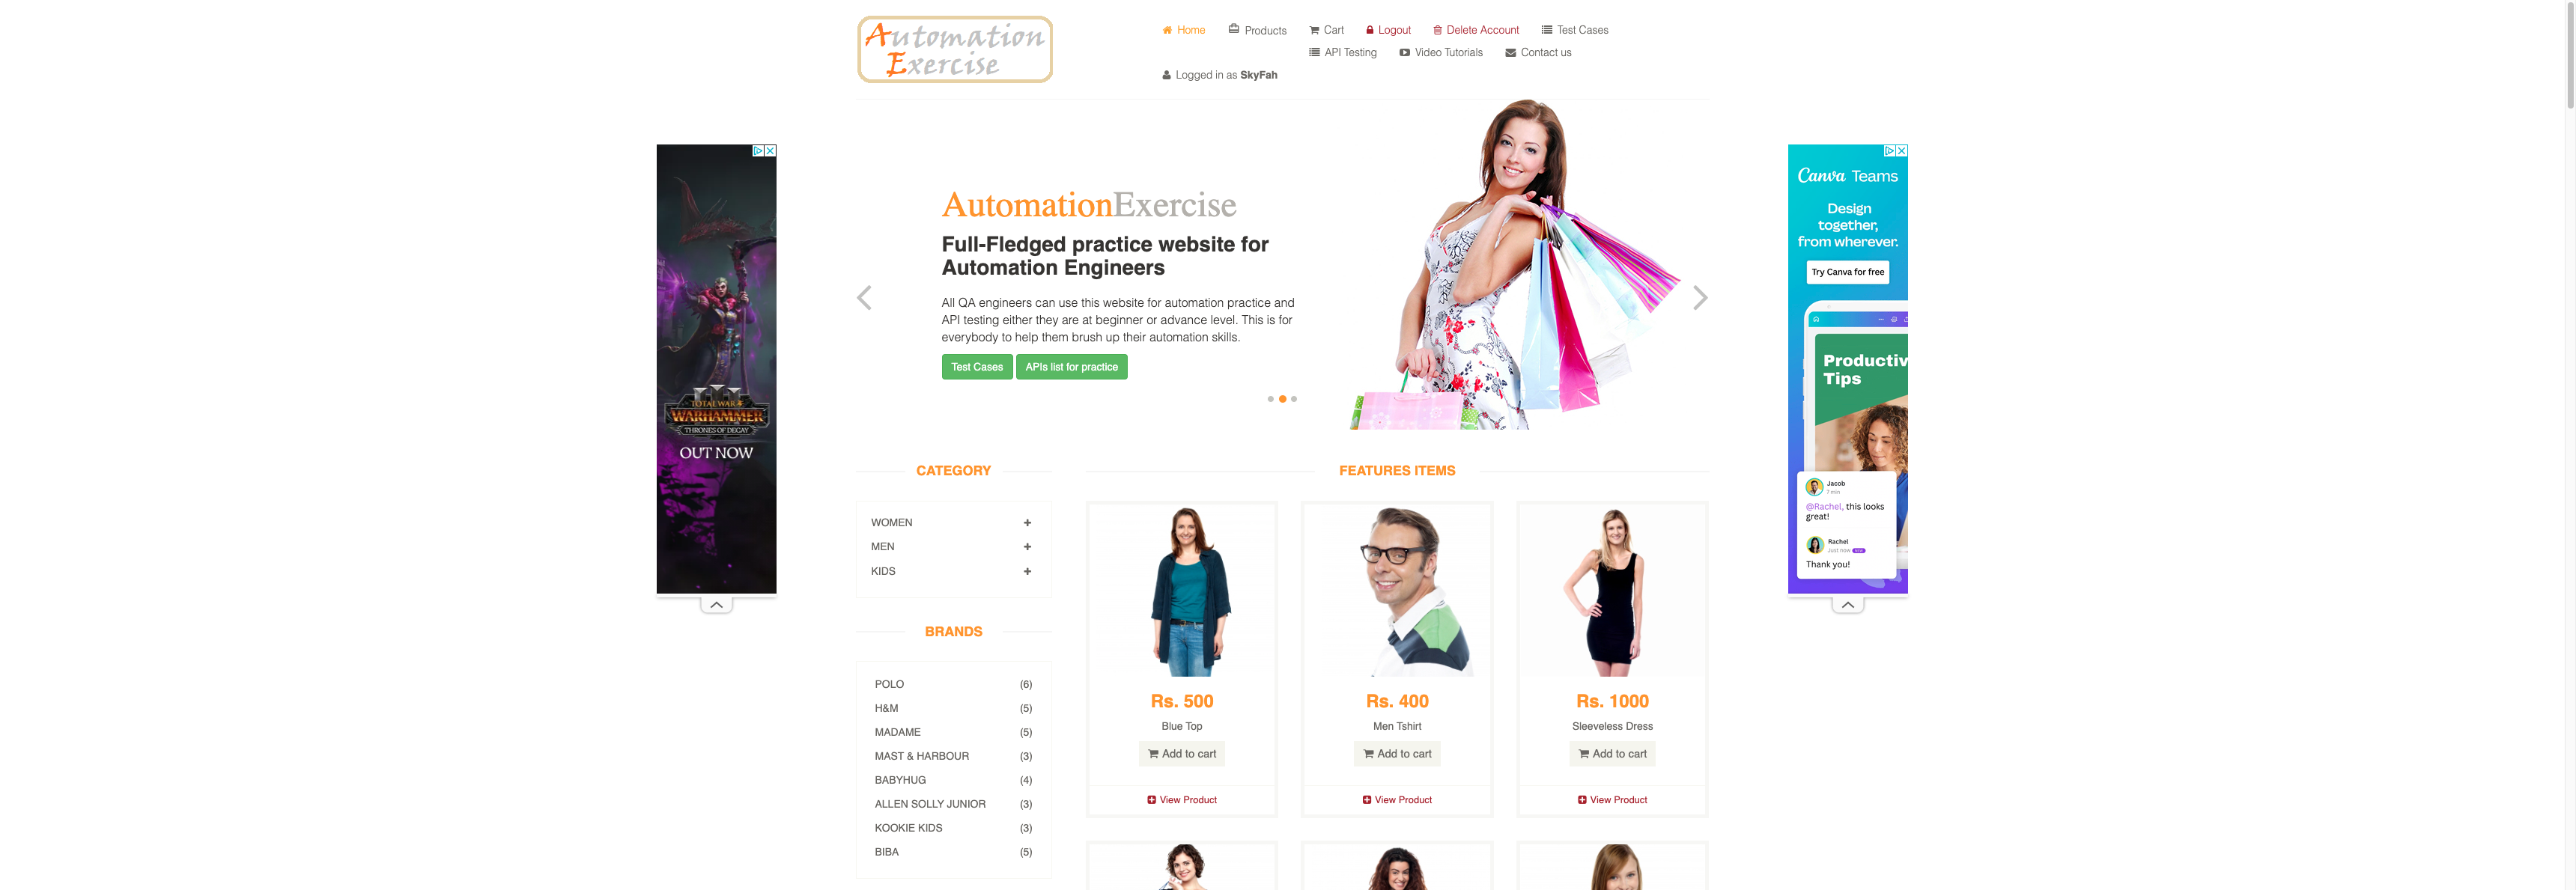 Automation
Exercise
Home
Products
Cart
Logout
Delete Account
Test Cases
API Testing
Video Tutorials
Contact us
Logged in as SkyFah
AutomationExercise
Full-Fledged practice website for
Automation Engineers
All QA engineers can use this website for automation practice and
API testing either they are at beginner or advance level. This is for
everybody to help them brush up their automation skills.
Test Cases
APIs list for practice
TOTAL WAR
WARHAMMER
III
THRONES OF DECAY
OUT NOW
Canva Teams
Design
together,
from wherever.
Try Canva for free
Productiv
Tips
Jacob
7 min
@Rachel, this looks
great!
Rachel
Just now NEW
Thank you!
CATEGORY
WOMEN
MEN
KIDS
BRANDS
POLO (6)
H&M (5)
MADAME (5)
MAST & HARBOUR (3)
BABYHUG (4)
ALLEN SOLLY JUNIOR (3)
KOOKIE KIDS (3)
BIBA (5)
FEATURES ITEMS
Rs. 500
Blue Top
Add to cart
View Product
Rs. 400
Men Tshirt
Add to cart
View Product
Rs. 1000
Sleeveless Dress
Add to cart
View Product